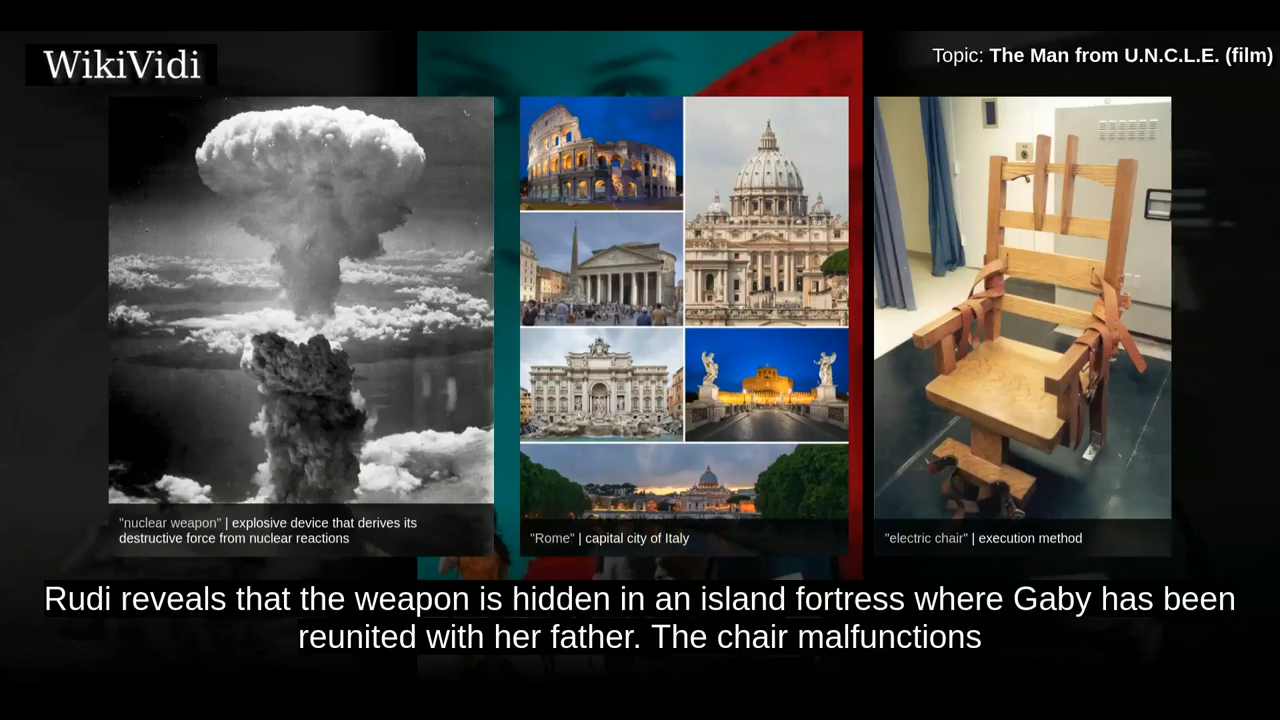 WikiVidi
Topic: The Man from U.N.C.L.E. (film)
"nuclear weapon" | explosive device that derives its
destructive force from nuclear reactions
"Rome" | capital city of Italy
"electric chair" | execution method
Rudi reveals that the weapon is hidden in an island fortress where Gaby has been
reunited with her father. The chair malfunctions